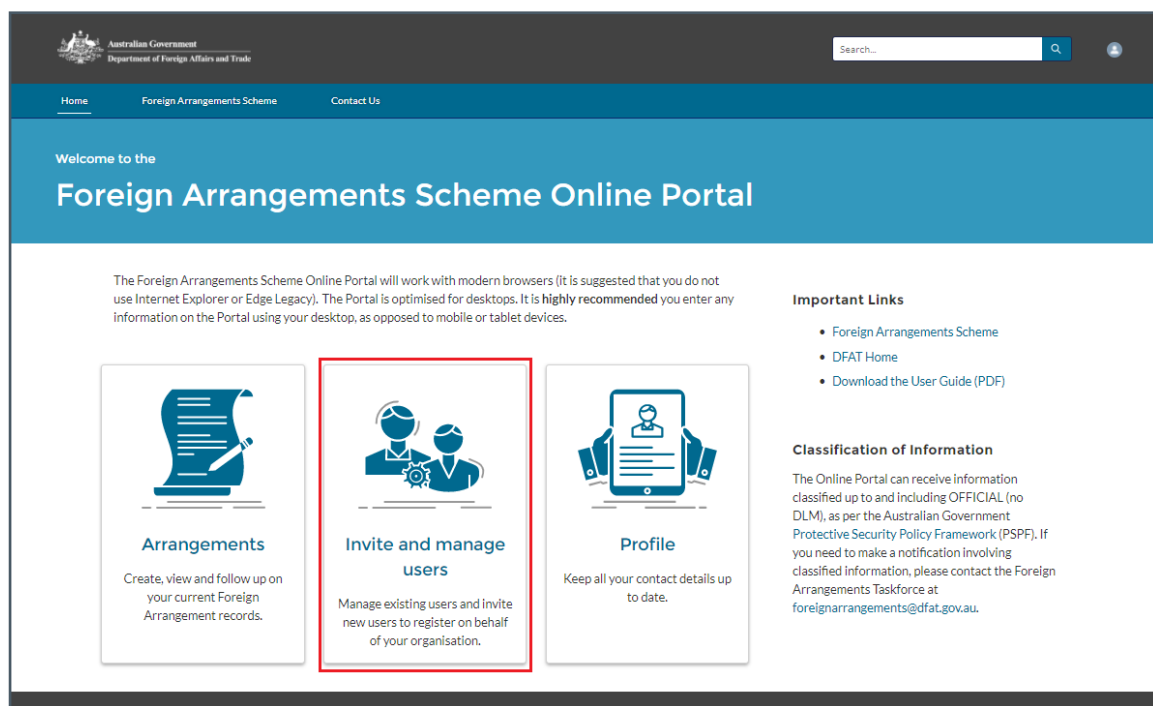 Australian Government
Department of Foreign Affairs and Trade
Search...
Home
Foreign Arrangements Scheme
Contact Us
Welcome to the
Foreign Arrangements Scheme Online Portal
The Foreign Arrangements Scheme Online Portal will work with modern browsers (it is suggested that you do not
use Internet Explorer or Edge Legacy). The Portal is optimised for desktops. It is highly recommended you enter any
information on the Portal using your desktop, as opposed to mobile or tablet devices.
Arrangements
Create, view and follow up on
your current Foreign
Arrangement records.
Invite and manage
users
Manage existing users and invite
new users to register on behalf
of your organisation.
Profile
Keep all your contact details up
to date.
Important Links
• Foreign Arrangements Scheme
• DFAT Home
• Download the User Guide (PDF)
Classification of Information
The Online Portal can receive information
classified up to and including OFFICIAL (no
DLM), as per the Australian Government
Protective Security Policy Framework (PSPF). If
you need to make a notification involving
classified information, please contact the Foreign
Arrangements Taskforce at
foreignarrangements@dfat.gov.au.